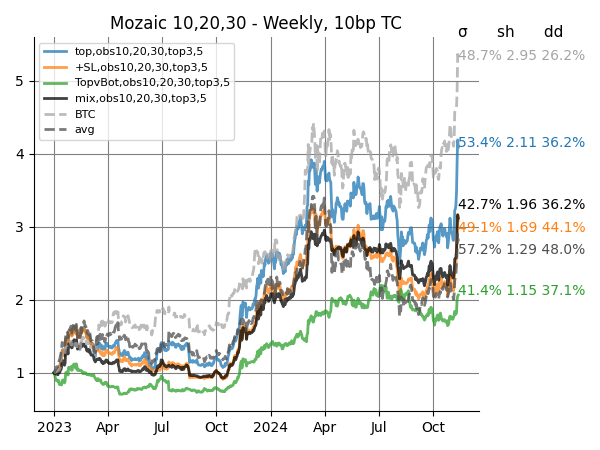 Mozaic 10,20,30 - Weekly, 10bp TC
σ sh dd
top,obs10,20,30,top3,5
+SL,obs10,20,30,top3,5
TopvBot,obs10,20,30,top3,5
mix,obs10,20,30,top3,5
BTC
avg
48.7% 2.95 26.2%
53.4% 2.11 36.2%
42.7% 1.96 36.2%
49.1% 1.69 44.1%
57.2% 1.29 48.0%
41.4% 1.15 37.1%
5
4
3
2
1
2023 Apr Jul Oct 2024 Apr Jul Oct